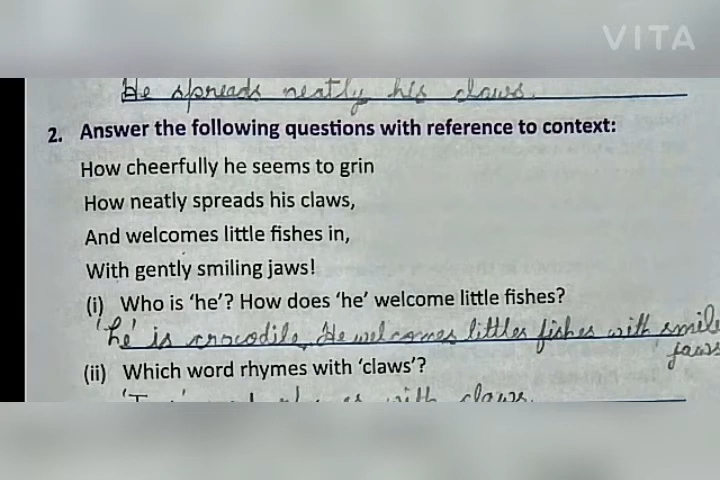 VITA
He spreads neatly his claws.
2. Answer the following questions with reference to context:
How cheerfully he seems to grin
How neatly spreads his claws,
And welcomes little fishes in,
With gently smiling jaws!
(i) Who is ‘he’? How does ‘he’ welcome little fishes?
'he' is crocodile. He welcomes littles fishes with smile
jaws
(ii) Which word rhymes with ‘claws’?
with claws.